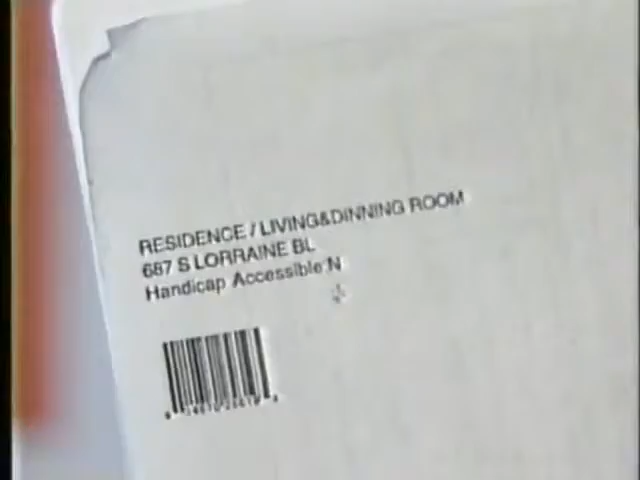 RESIDENCE / LIVING&DINNING ROOM
687 S LORRAINE BL
Handicap Accessible N